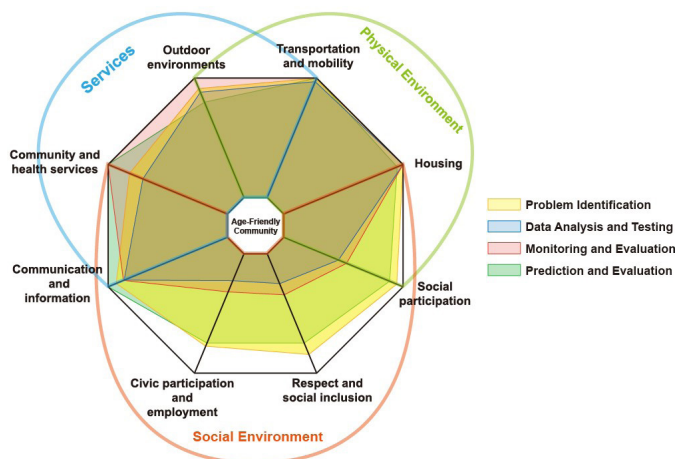 Services
Physical Environment
Outdoor
environments
Transportation
and mobility
Community and
health services
Housing
Age-Friendly
Community
Communication
and
information
Social
participation
Civic participation
and
employment
Respect and
social inclusion
Social Environment
Problem Identification
Data Analysis and Testing
Monitoring and Evaluation
Prediction and Evaluation